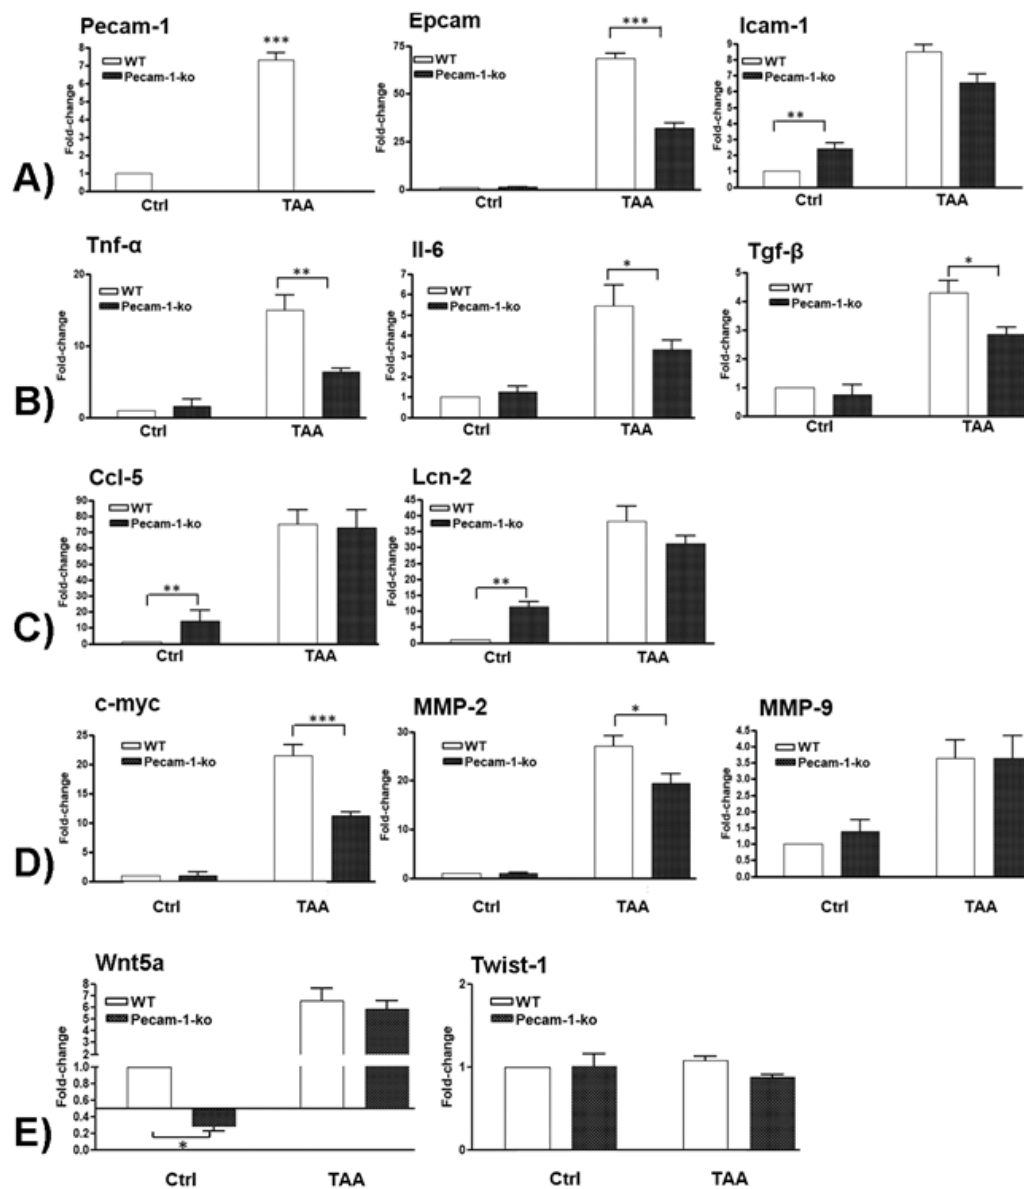 Pecam-1
***
WT
Pecam-1-ko
Fold-change
8
7
6
5
4
3
2
1
0
Ctrl TAA
Epcam
***
WT
Pecam-1-ko
Fold-change
75
50
25
0
Ctrl TAA
Icam-1
WT
Pecam-1-ko
**
Fold-change
9
8
7
6
5
4
3
2
1
0
Ctrl TAA
A)
Tnf-α
**
WT
Pecam-1-ko
Fold-change
20
10
0
Ctrl TAA
Il-6
*
WT
Pecam-1-ko
Fold-change
7
6
5
4
3
2
1
0
Ctrl TAA
Tgf-β
*
WT
Pecam-1-ko
Fold-change
5
4
3
2
1
0
Ctrl TAA
B)
Ccl-5
WT
Pecam-1-ko
**
Fold-change
90
80
70
60
50
40
30
20
10
0
Ctrl TAA
Lcn-2
WT
Pecam-1-ko
**
Fold-change
45
40
35
30
25
20
15
10
5
0
Ctrl TAA
C)
c-myc
***
WT
Pecam-1-ko
Fold-change
25
20
15
10
5
0
Ctrl TAA
MMP-2
*
WT
Pecam-1-ko
Fold-change
30
20
10
0
Ctrl TAA
MMP-9
WT
Pecam-1-ko
Fold-change
4.5
4.0
3.5
3.0
2.5
2.0
1.5
1.0
0.5
0.0
Ctrl TAA
D)
Wnt5a
WT
Pecam-1-ko
Fold-change
8
7
6
5
4
3
2
1.0
0.8
0.6
0.4
0.2
0.0
*
Ctrl TAA
Twist-1
WT
Pecam-1-ko
Fold-change
2
1
0
Ctrl TAA
E)